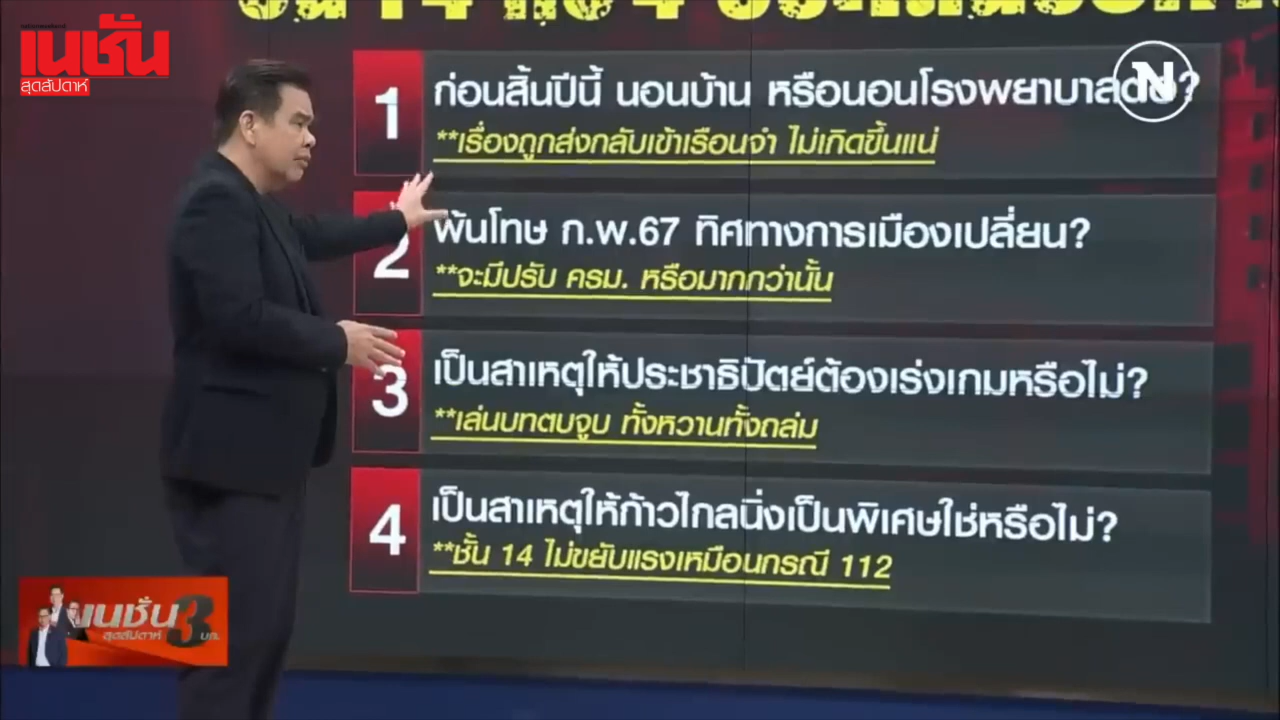 เนชั่น
สุดสัปดาห์
N
1
ก่อนสิ้นปีนี้ นอนบ้าน หรือนอนโรงพยาบาลต่อ?
**เรื่องถูกส่งกลับเข้าเรือนจำ ไม่เกิดขึ้นแน่
2
พ้นโทษ ก.พ.67 ทิศทางการเมืองเปลี่ยน?
**จะมีปรับ ครม. หรือมากกว่านั้น
3
เป็นสาเหตุให้ประชาธิปัตย์ต้องเร่งเกมหรือไม่?
**เล่นบทตบจูบ ทั้งหวานทั้งถล่ม
4
เป็นสาเหตุให้ก้าวไกลนิ่งเป็นพิเศษใช่หรือไม่?
**ชั้น 14 ไม่ขยับแรงเหมือนกรณี 112
เนชั่น 3
สุดสัปดาห์ บก.